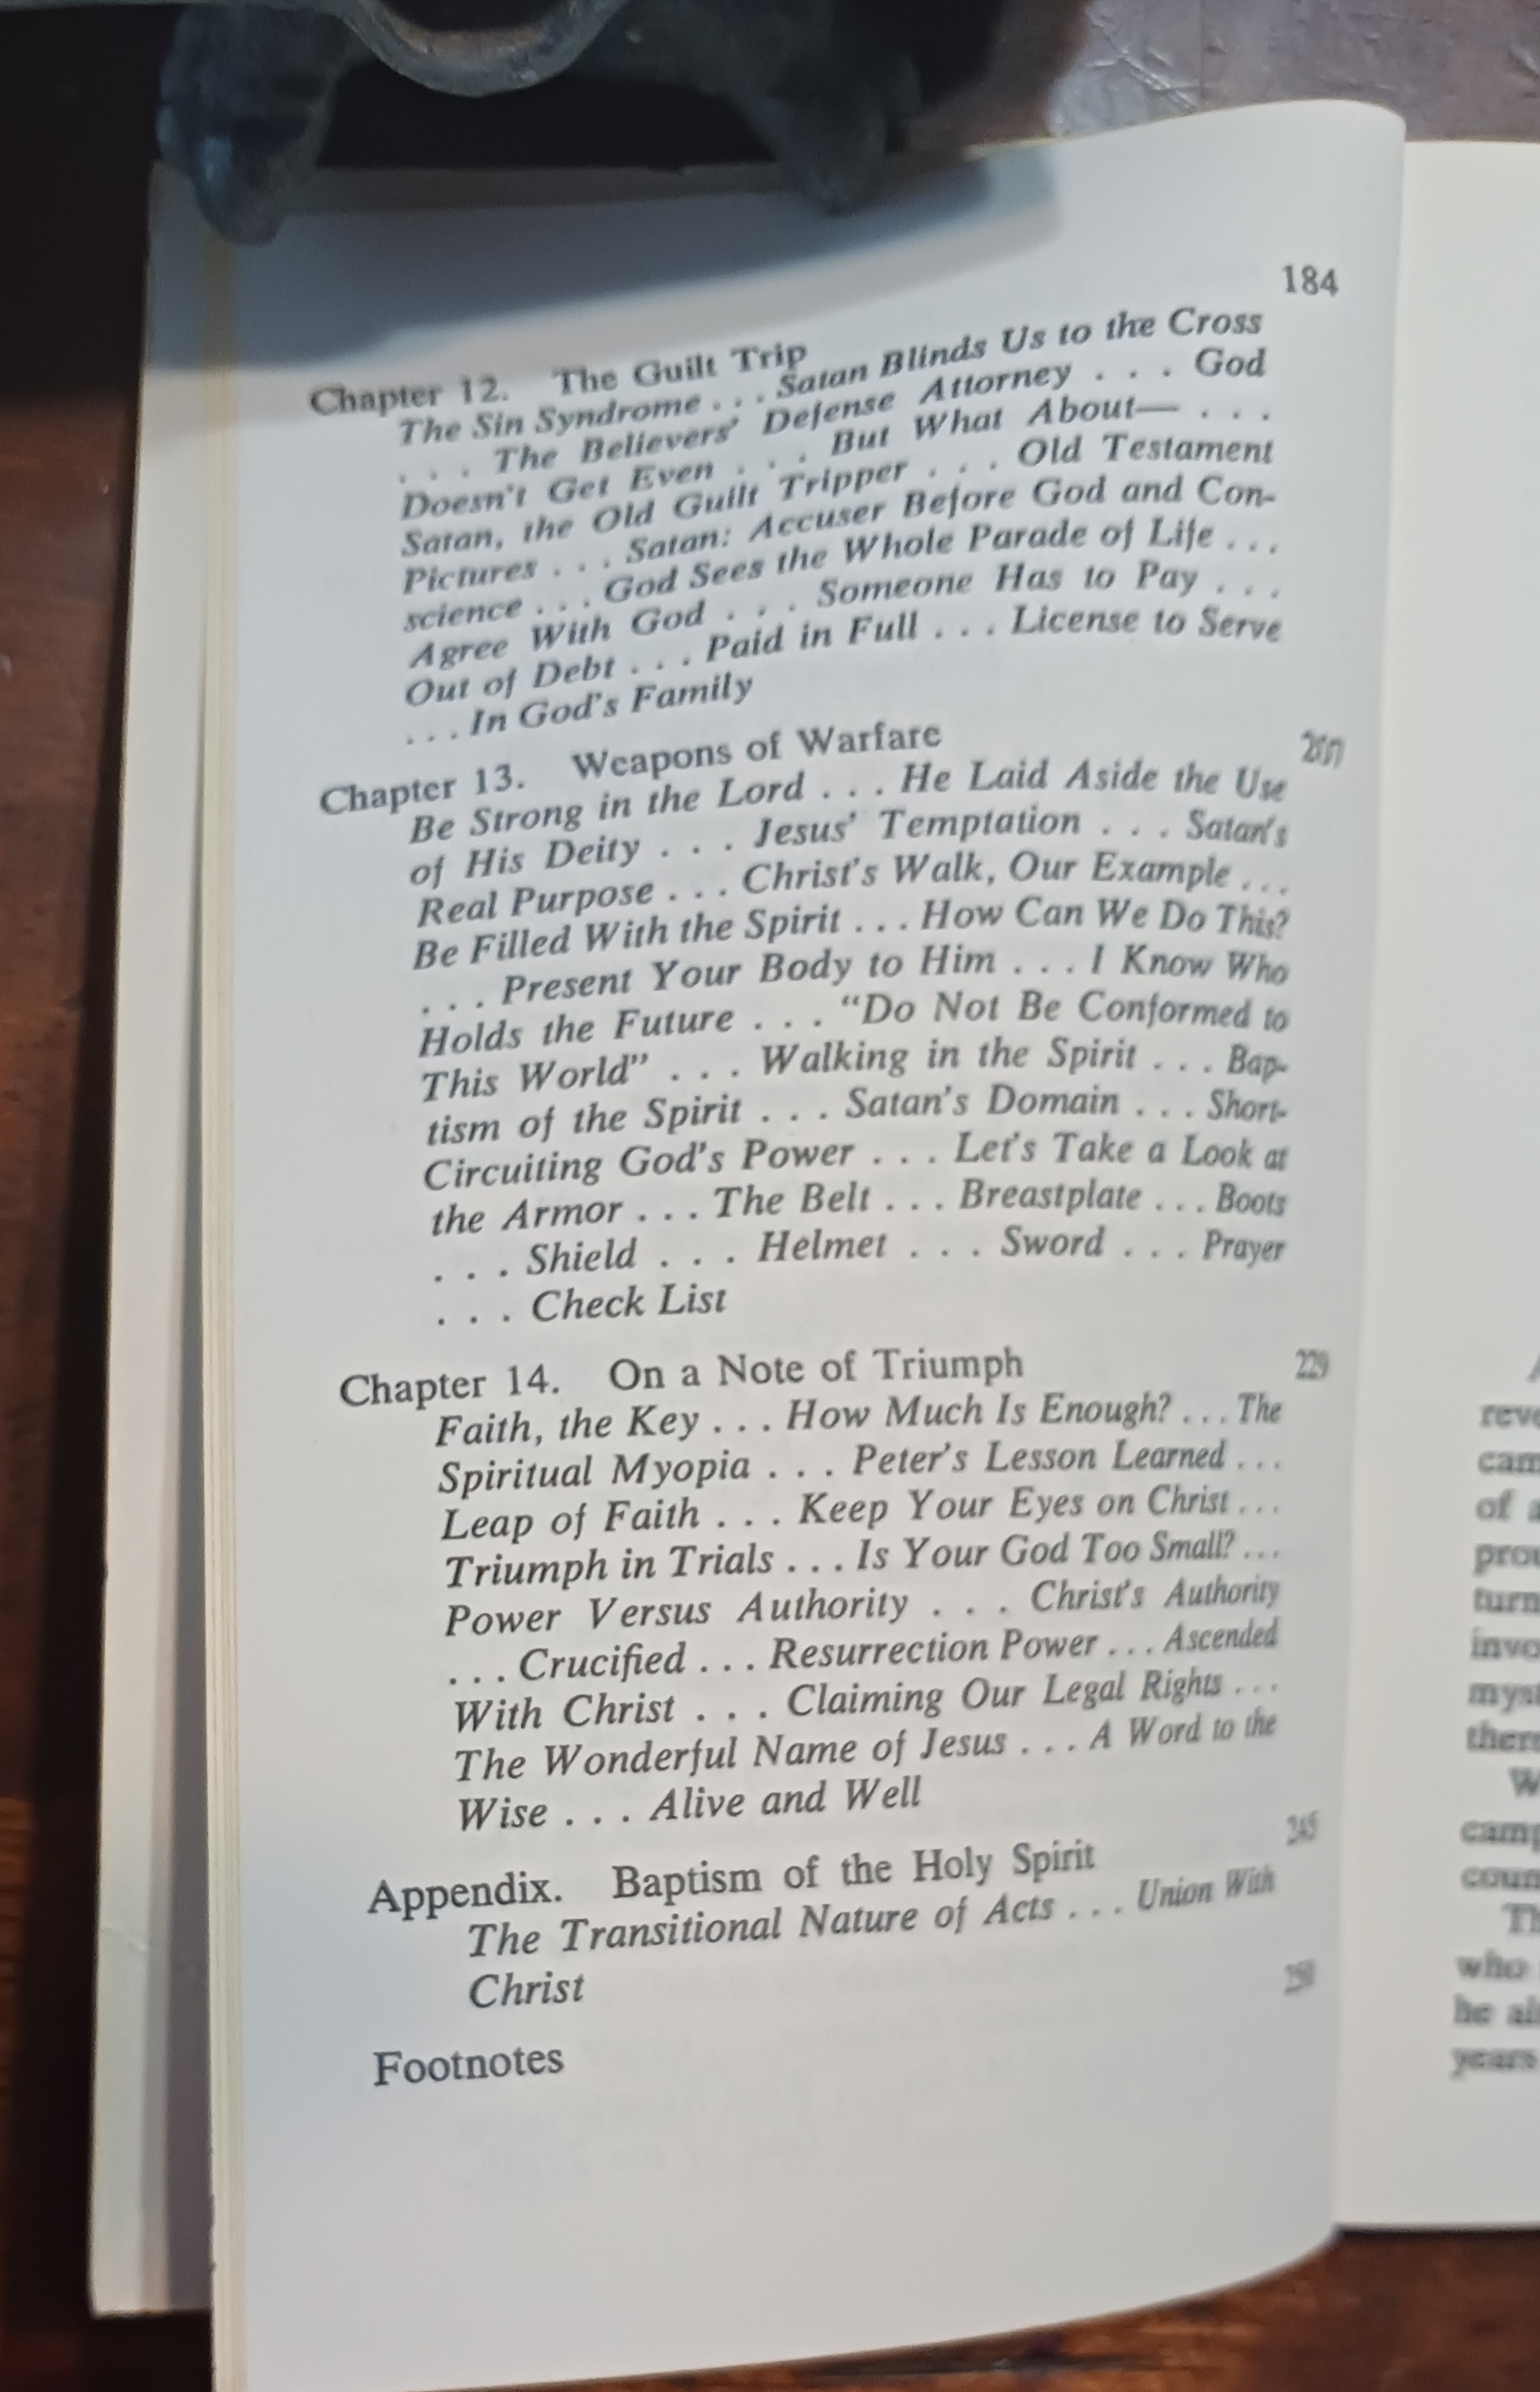 184
Chapter 12. The Guilt Trip
The Sin Syndrome . . . Satan Blinds Us to the Cross
. . . The Believers' Defense Attorney . . . God
Doesn't Get Even . . . But What About— . . .
Satan, the Old Guilt Tripper . . . Old Testament
Pictures . . . Satan: Accuser Before God and Con-
science . . . God Sees the Whole Parade of Life . . .
Agree With God . . . Someone Has to Pay . . .
Out of Debt . . . Paid in Full . . . License to Serve
. . . In God's Family
Chapter 13. Weapons of Warfare
Be Strong in the Lord . . . He Laid Aside the Use
of His Deity . . . Jesus' Temptation . . . Satan's
Real Purpose . . . Christ's Walk, Our Example . . .
Be Filled With the Spirit . . . How Can We Do This?
. . . Present Your Body to Him . . . I Know Who
Holds the Future . . . "Do Not Be Conformed to
This World" . . . Walking in the Spirit . . . Bap-
tism of the Spirit . . . Satan's Domain . . . Short-
Circuiting God's Power . . . Let's Take a Look at
the Armor . . . The Belt . . . Breastplate . . . Boots
. . . Shield . . . Helmet . . . Sword . . . Prayer
. . . Check List
Chapter 14. On a Note of Triumph 229
Faith, the Key . . . How Much Is Enough? . . . The
Spiritual Myopia . . . Peter's Lesson Learned . . .
Leap of Faith . . . Keep Your Eyes on Christ . . .
Triumph in Trials . . . Is Your God Too Small? . . .
Power Versus Authority . . . Christ's Authority
. . . Crucified . . . Resurrection Power . . . Ascended
With Christ . . . Claiming Our Legal Rights . . .
The Wonderful Name of Jesus . . . A Word to the
Wise . . . Alive and Well
245
Appendix. Baptism of the Holy Spirit
The Transitional Nature of Acts . . . Union With
Christ
Footnotes
of
who
years